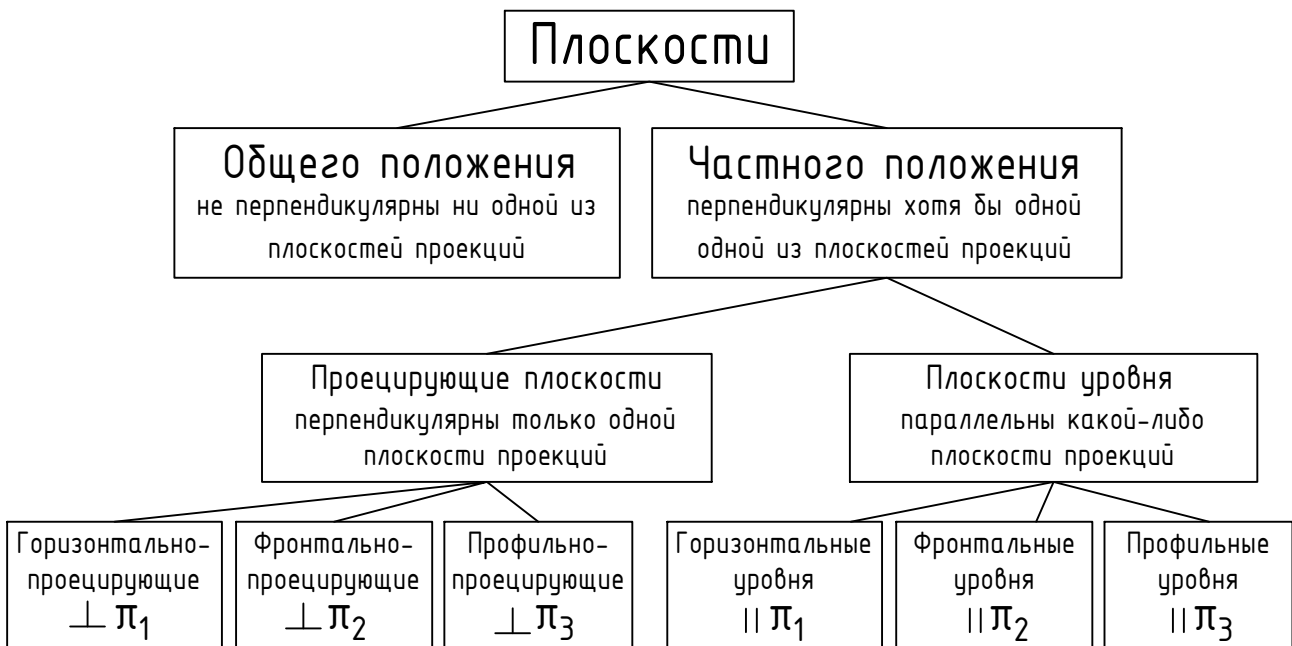 Плоскости
Общего положения
не перпендикулярны ни одной из
плоскостей проекций
Частного положения
перпендикулярны хотя бы одной
одной из плоскостей проекций
Проецирующие плоскости
перпендикулярны только одной
плоскости проекций
Плоскости уровня
параллельны какой-либо
плоскости проекций
Горизонтально-
проецирующие
⊥ π₁
Фронтально-
проецирующие
⊥ π₂
Профильно-
проецирующие
⊥ π₃
Горизонтальные
уровня
|| π₁
Фронтальные
уровня
|| π₂
Профильные
уровня
|| π₃